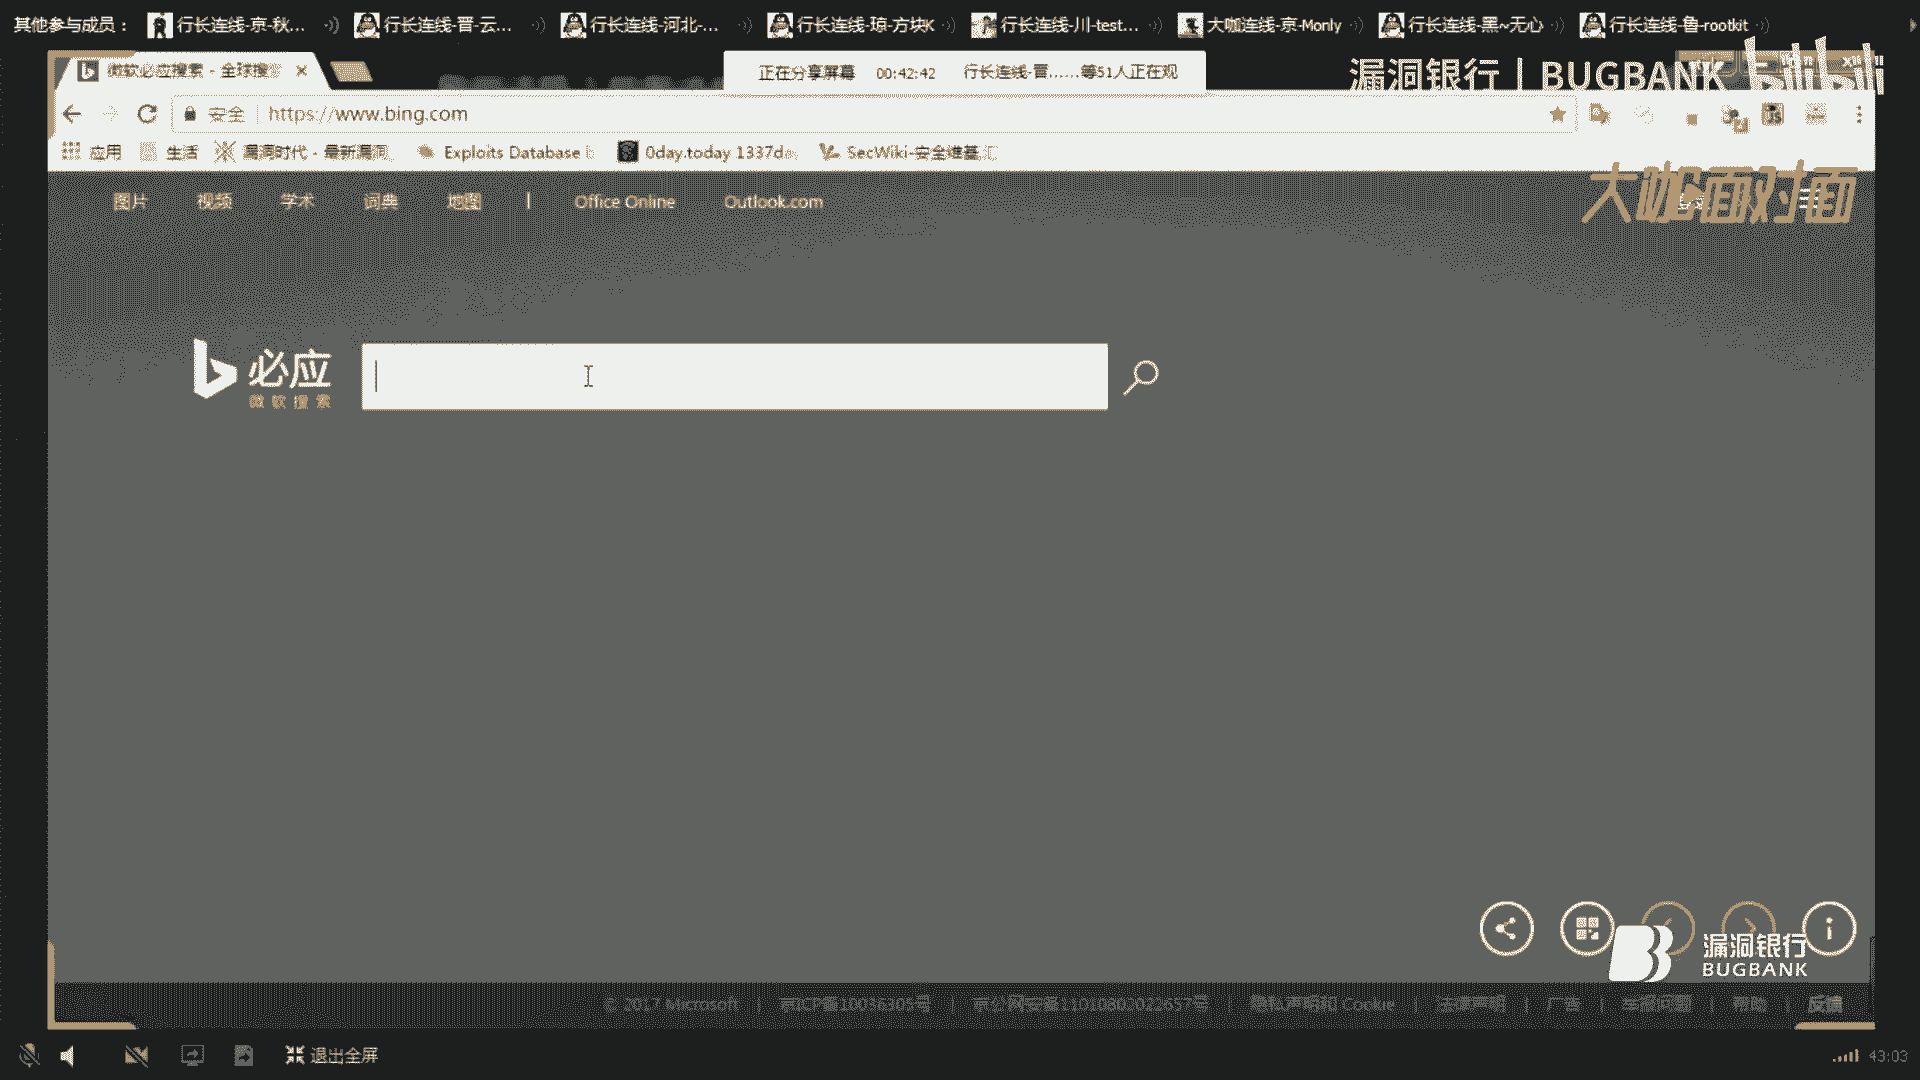 其他参与成员： 行长连线-京-秋... 行长连线-晋-云... 行长连线-河北-... 行长连线-琼-方块K 行长连线-川-test... 大咖连线-京-Monly 行长连线-黑~无心 行长连线-鲁-rootkit
微软必应搜索 - 全球搜
正在分享屏幕 00:42:42 行长连线-晋......等51人正在观
漏洞银行 | BUGBANK bilibili
安全 https://www.bing.com
应用 生活 漏洞时代 - 最新漏洞 Exploits Database b 0day.today 1337da SecWiki-安全维基,汇
大咖面对面
图片 视频 学术 词典 地图 | Office Online Outlook.com
必应
微软搜索
漏洞银行
BUGBANK
© 2017 Microsoft | 京ICP备10036305号 | 京公网安备11010802022657号 | 隐私声明和 Cookie | 法律声明 | 广告 | 举报问题 | 帮助 | 反馈
退出全屏 43:03